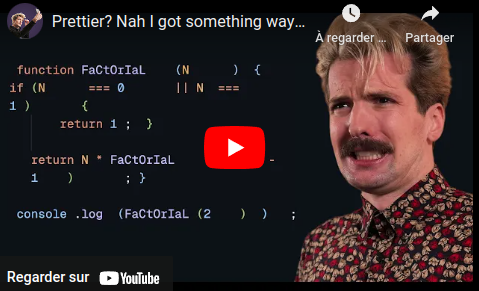 Prettier? Nah I got something way…
À regarder ...
Partager
function FaCtOrIaL (N ) {
if (N === 0 || N ===
1 ) {
return 1 ; }
return N * FaCtOrIaL -
1 ) ; }
console .log (FaCtOrIaL (2 ) ) ;
Regarder sur YouTube